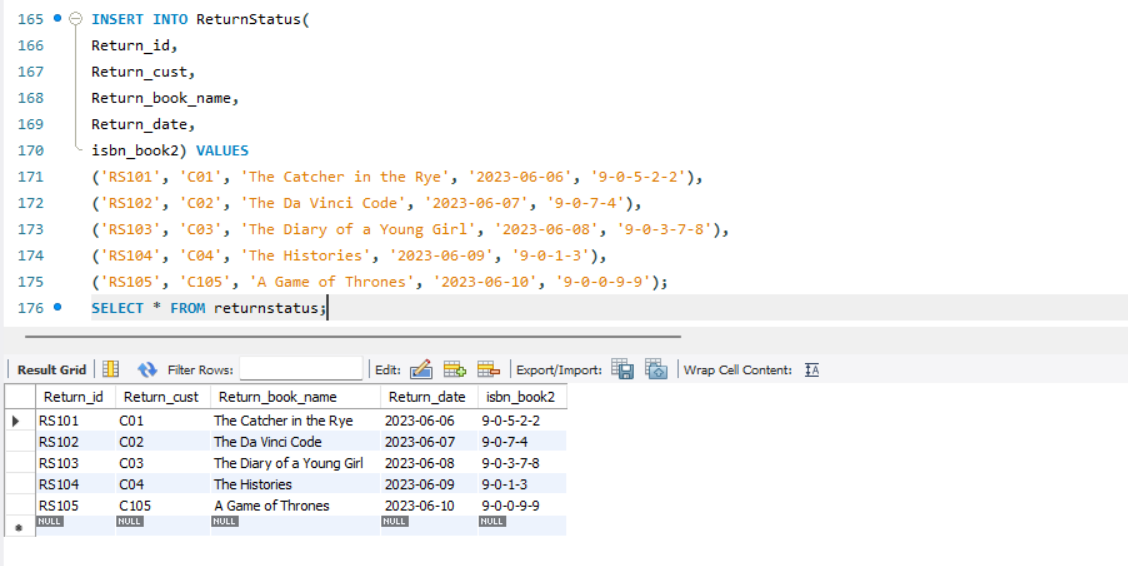 165 INSERT INTO ReturnStatus(
166 Return_id,
167 Return_cust,
168 Return_book_name,
169 Return_date,
170 isbn_book2) VALUES
171 ('RS101', 'C01', 'The Catcher in the Rye', '2023-06-06', '9-0-5-2-2'),
172 ('RS102', 'C02', 'The Da Vinci Code', '2023-06-07', '9-0-7-4'),
173 ('RS103', 'C03', 'The Diary of a Young Girl', '2023-06-08', '9-0-3-7-8'),
174 ('RS104', 'C04', 'The Histories', '2023-06-09', '9-0-1-3'),
175 ('RS105', 'C105', 'A Game of Thrones', '2023-06-10', '9-0-0-9-9');
176 SELECT * FROM returnstatus;
Result Grid Filter Rows: Edit: Export/Import: Wrap Cell Content: IA
Return_id Return_cust Return_book_name Return_date isbn_book2
RS101 C01 The Catcher in the Rye 2023-06-06 9-0-5-2-2
RS102 C02 The Da Vinci Code 2023-06-07 9-0-7-4
RS103 C03 The Diary of a Young Girl 2023-06-08 9-0-3-7-8
RS104 C04 The Histories 2023-06-09 9-0-1-3
RS105 C105 A Game of Thrones 2023-06-10 9-0-0-9-9
NULL NULL NULL NULL NULL